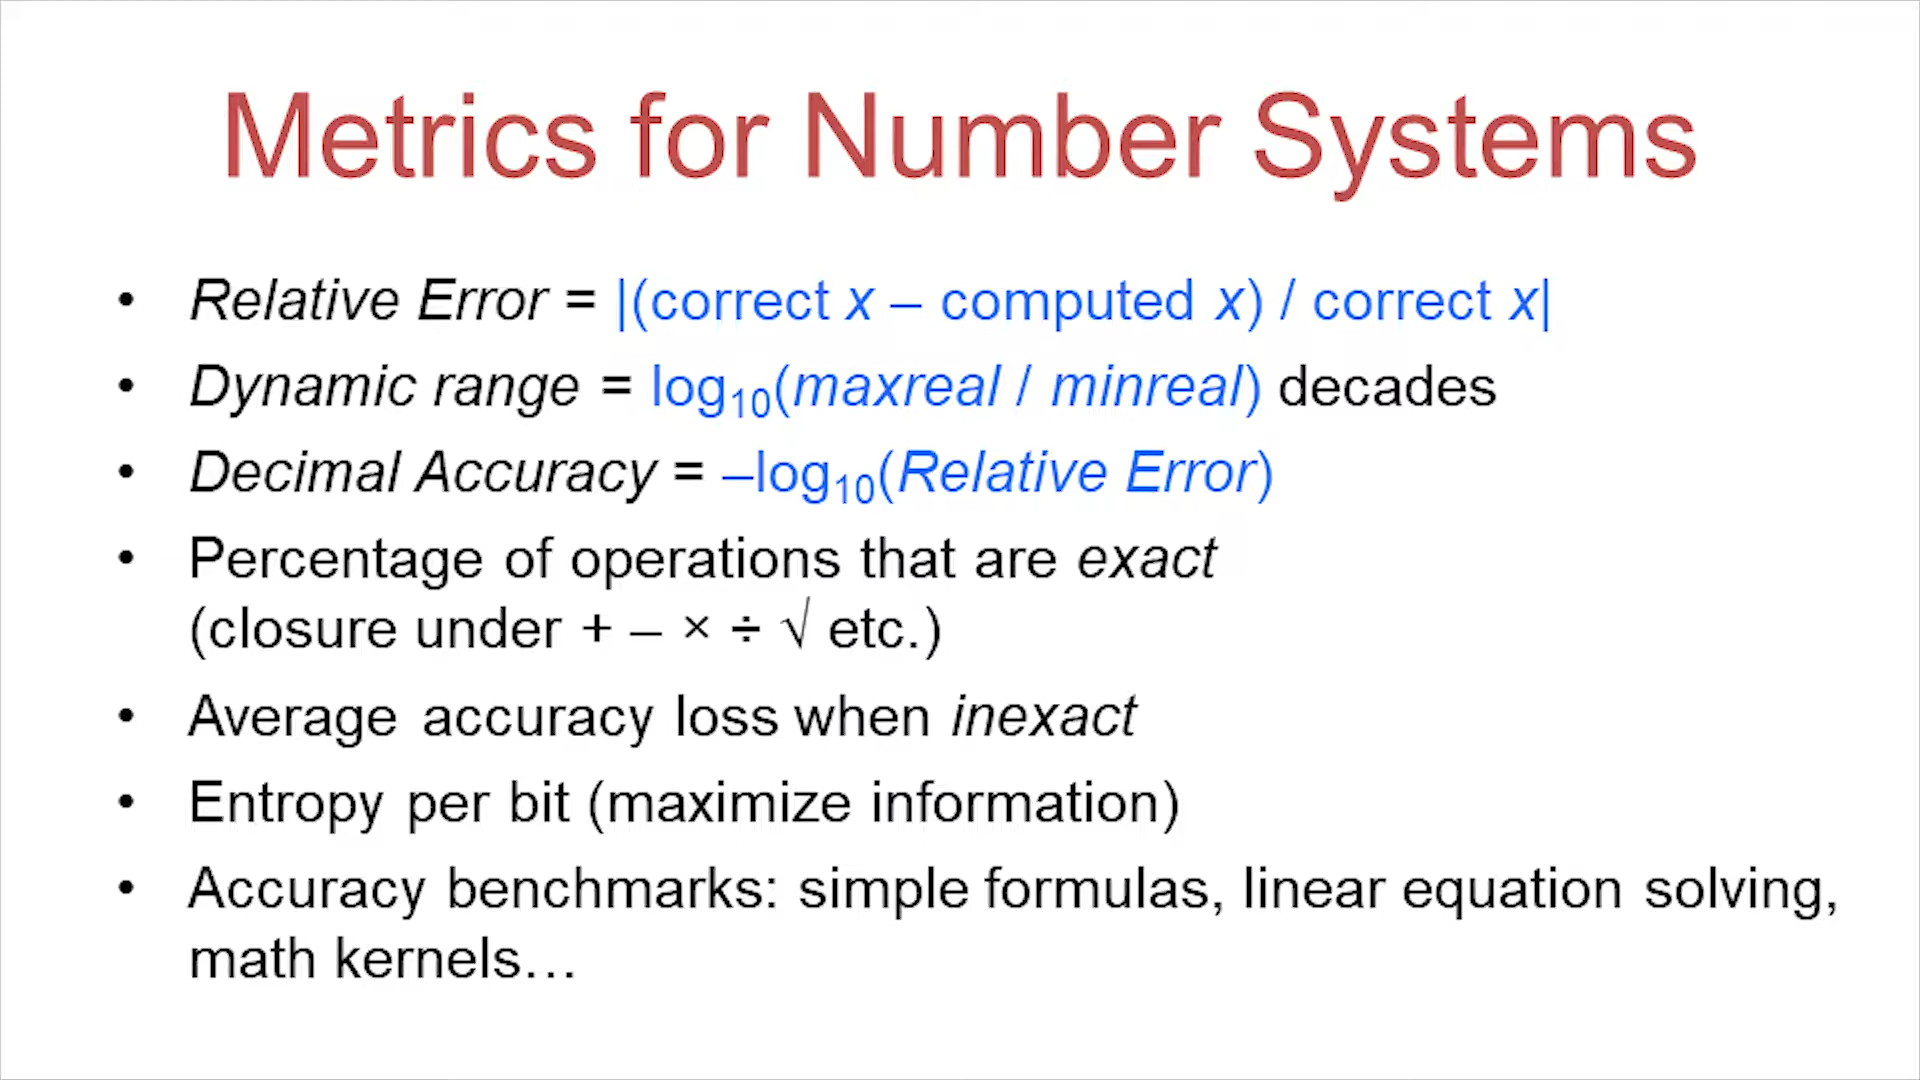 Metrics for Number Systems
• Relative Error = |(correct x – computed x) / correct x|
• Dynamic range = log₁₀(maxreal / minreal) decades
• Decimal Accuracy = –log₁₀(Relative Error)
• Percentage of operations that are exact
(closure under + – × ÷ √ etc.)
• Average accuracy loss when inexact
• Entropy per bit (maximize information)
• Accuracy benchmarks: simple formulas, linear equation solving,
math kernels…